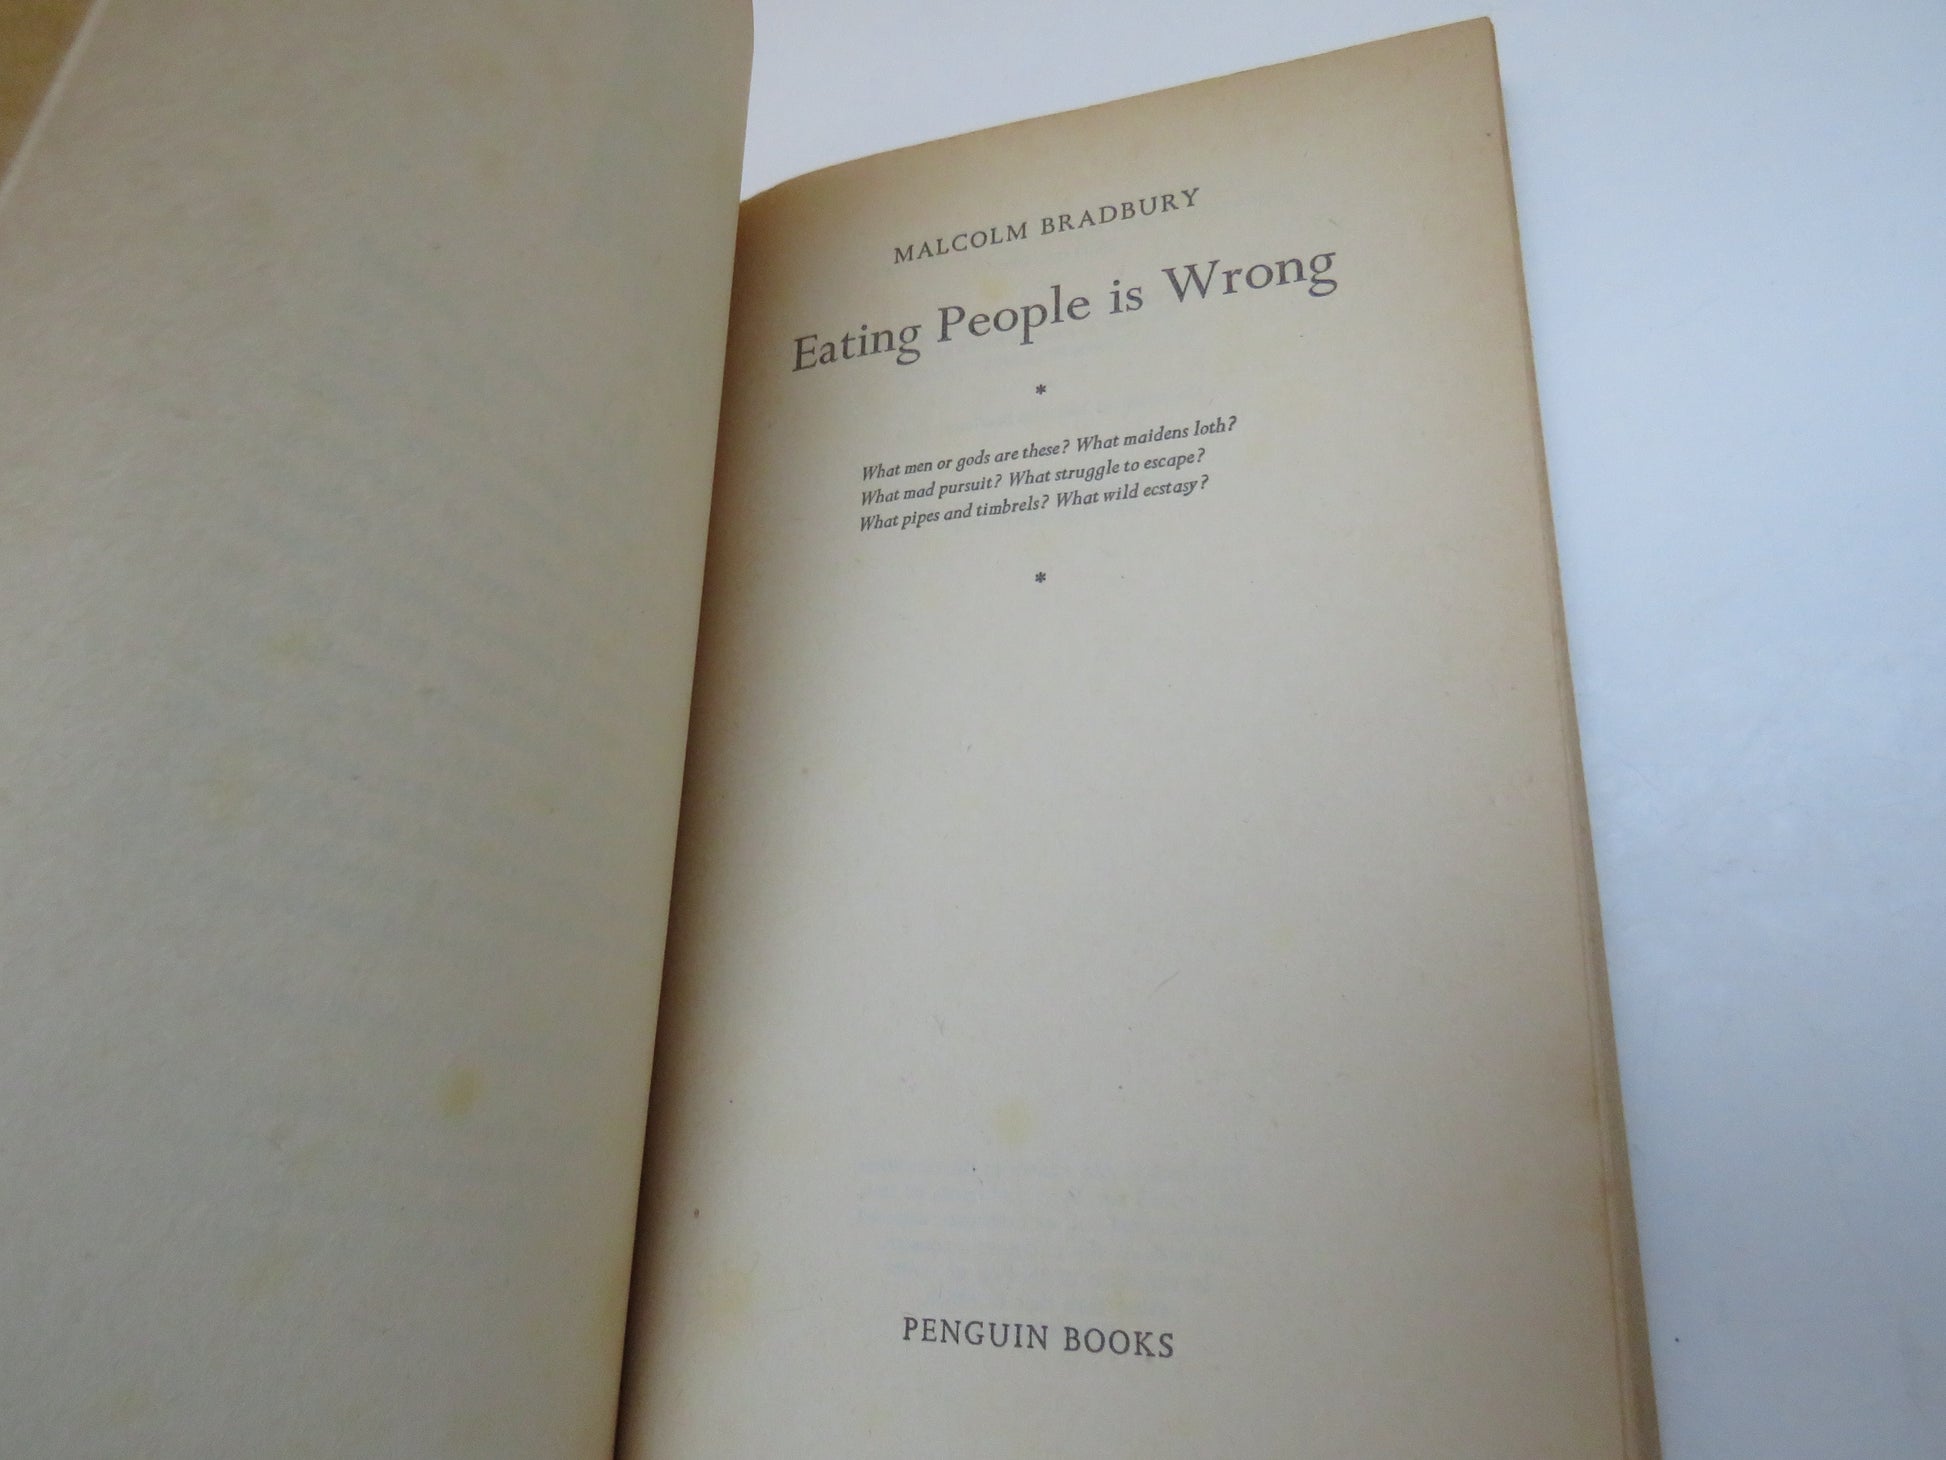 MALCOLM BRADBURY
Eating People is Wrong
*
What men or gods are these? What maidens loth?
What mad pursuit? What struggle to escape?
What pipes and timbrels? What wild ecstasy?
*
PENGUIN BOOKS